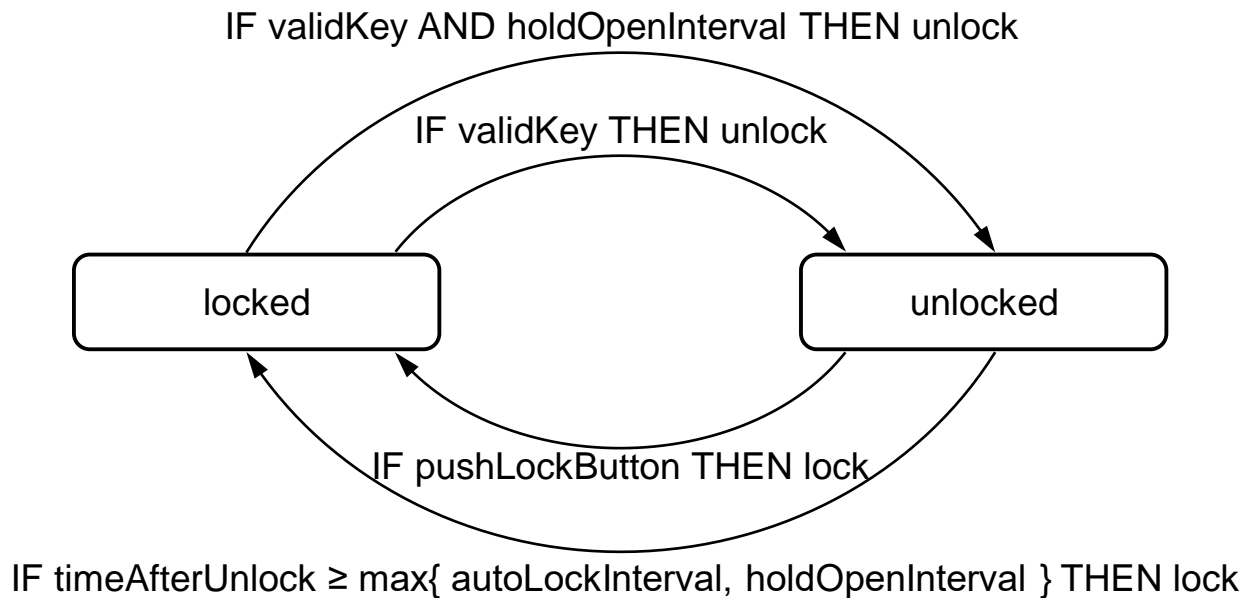 IF validKey AND holdOpenInterval THEN unlock
IF validKey THEN unlock
locked
unlocked
IF pushLockButton THEN lock
IF timeAfterUnlock ≥ max{ autoLockInterval, holdOpenInterval } THEN lock